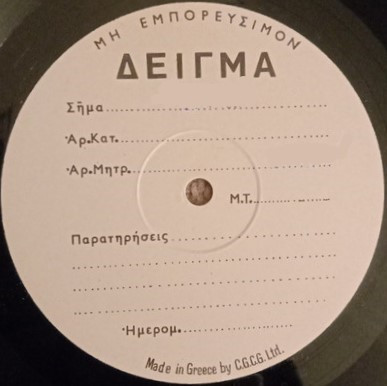 ΜΗ ΕΜΠΟΡΕΥΣΙΜΟΝ
ΔΕΙΓΜΑ
Σῆμα
Ἀρ.Κατ.
Ἀρ.Μητρ.
Μ.Τ.
Παρατηρήσεις
Ἡμερομ.
Made in Greece by C.G.C.G. Ltd.